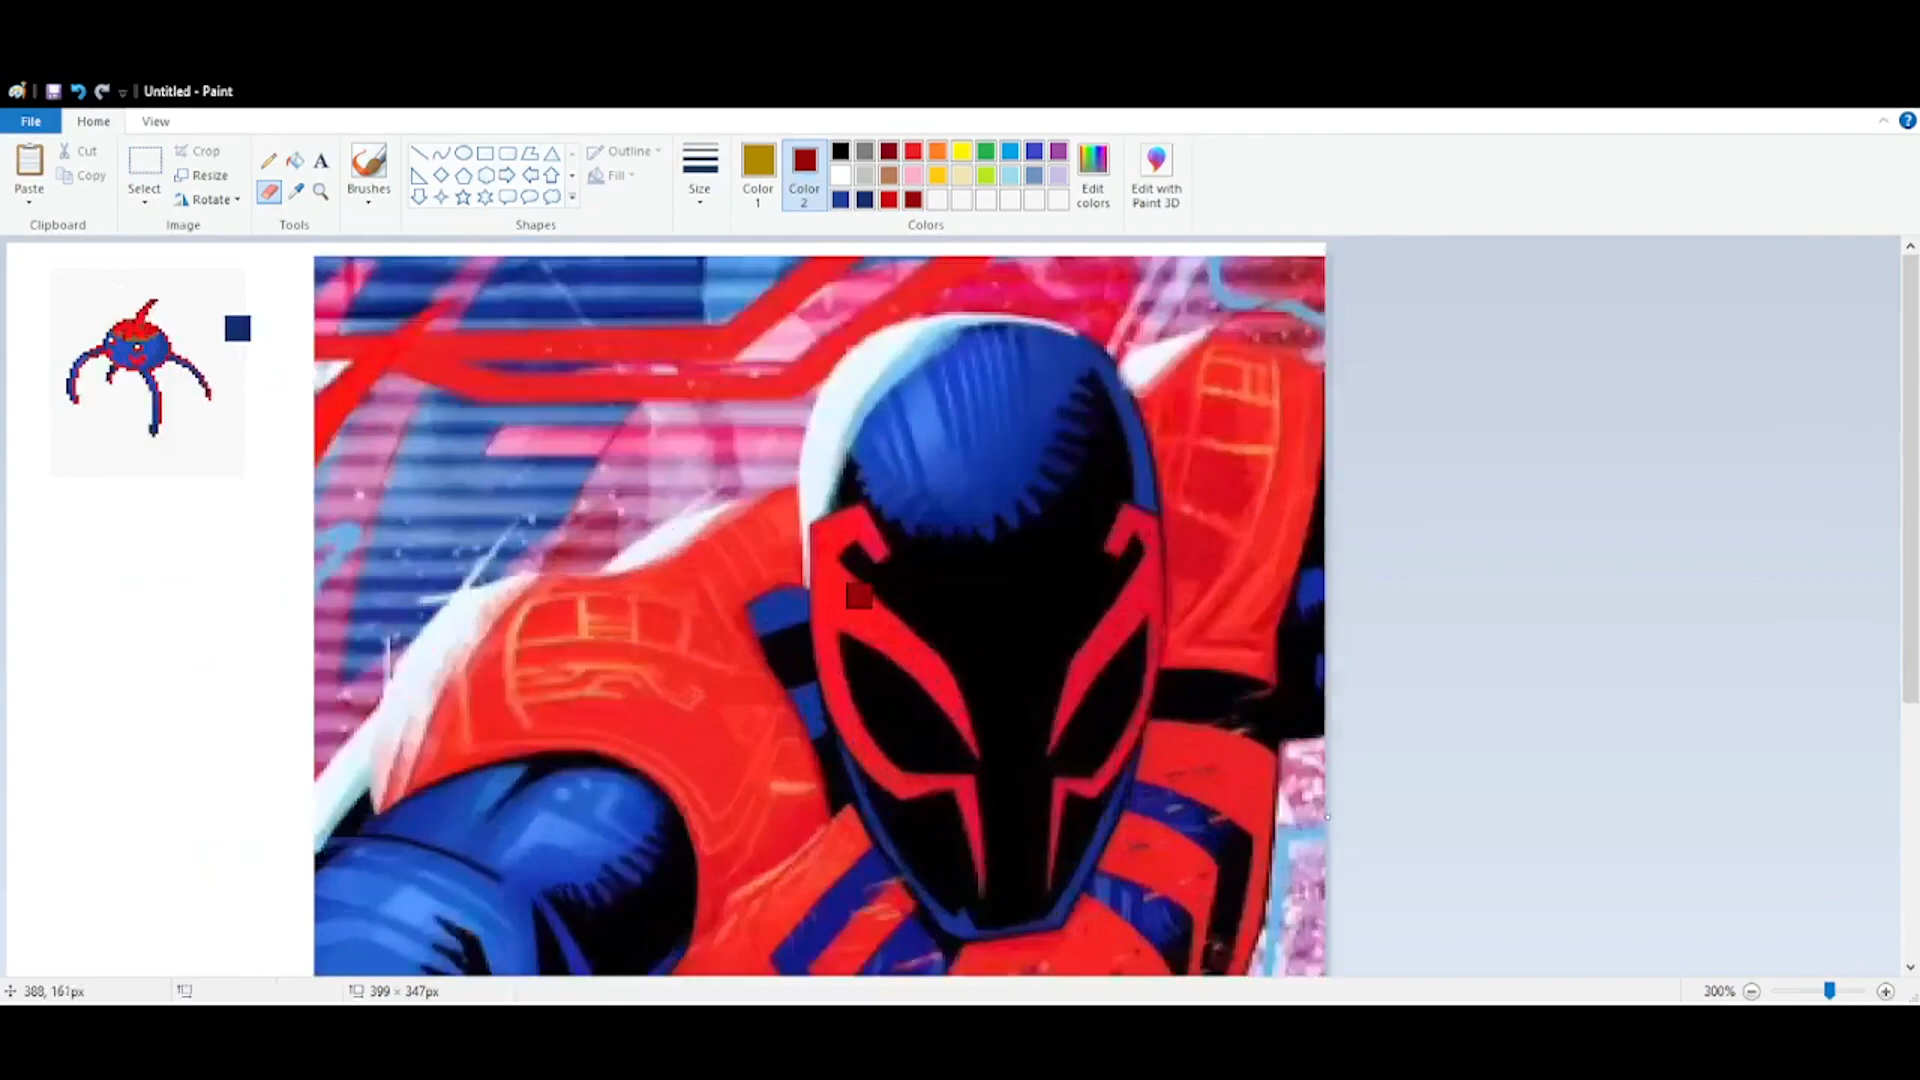 Untitled - Paint
File Home View
Paste
Cut
Copy
Clipboard
Select
Crop
Resize
Rotate
Image
A
Tools
Brushes
Shapes
Outline
Fill
Size
Color 1
Color 2
Colors
Edit colors
Edit with Paint 3D
388, 161px
399 × 347px
300%